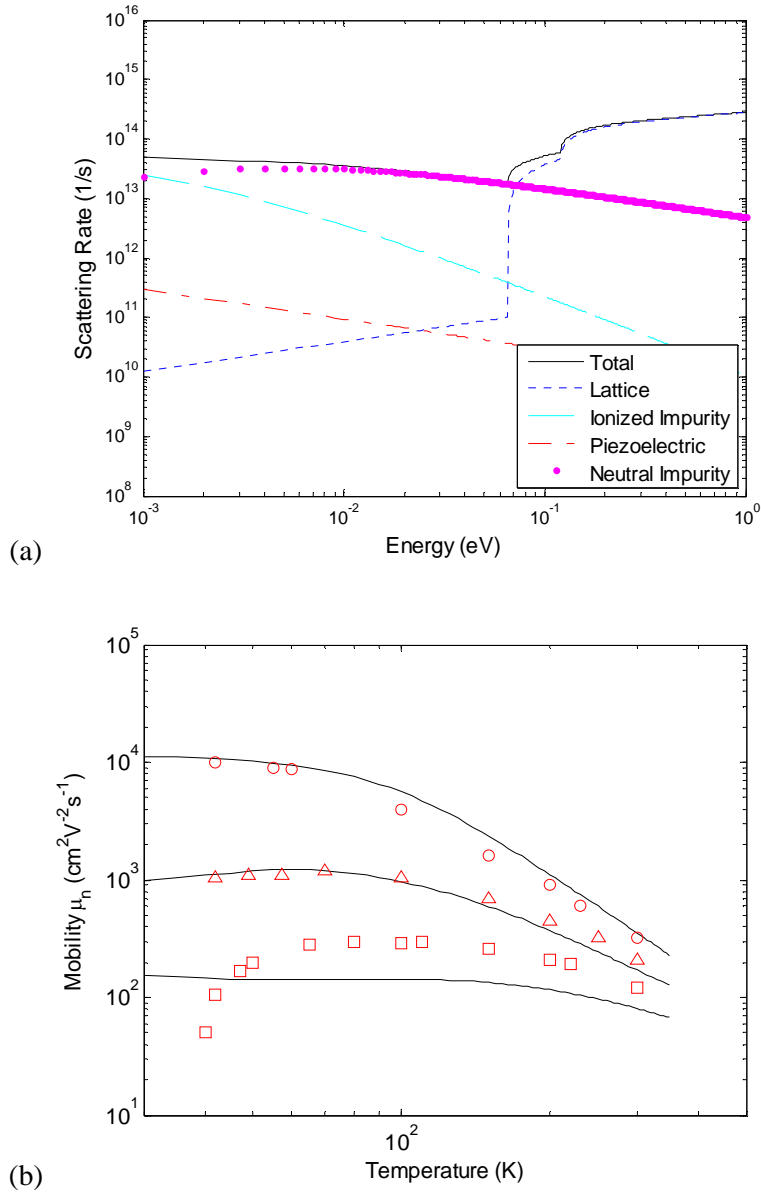 10^16
10^15
10^14
10^13
10^12
10^11
10^10
10^9
10^8
Scattering Rate (1/s)
Total
Lattice
Ionized Impurity
Piezoelectric
Neutral Impurity
10^-3
10^-2
10^-1
10^0
Energy (eV)
(a)
10^5
10^4
10^3
10^2
10^1
Mobility μ_n (cm^2V^-2s^-1)
10^2
Temperature (K)
(b)